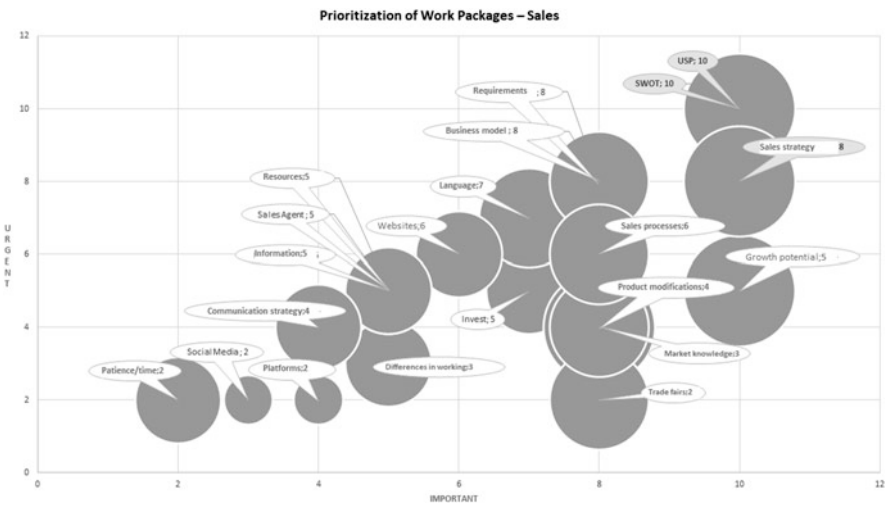 Prioritization of Work Packages – Sales
12
10
8
6
4
2
0
0
2
4
6
8
10
12
URGENT
IMPORTANT
USP; 10
SWOT; 10
Requirements ; 8
Business model ; 8
Sales strategy 8
Resources;5
Language;7
Sales Agent ; 5
Websites;6
Sales processes;6
Information;5
Growth potential;5
Product modifications;4
Communication strategy;4
Invest; 5
Social Media; 2
Market knowledge;3
Patience/time;2
Platforms;2
Differences in working;3
Trade fairs;2